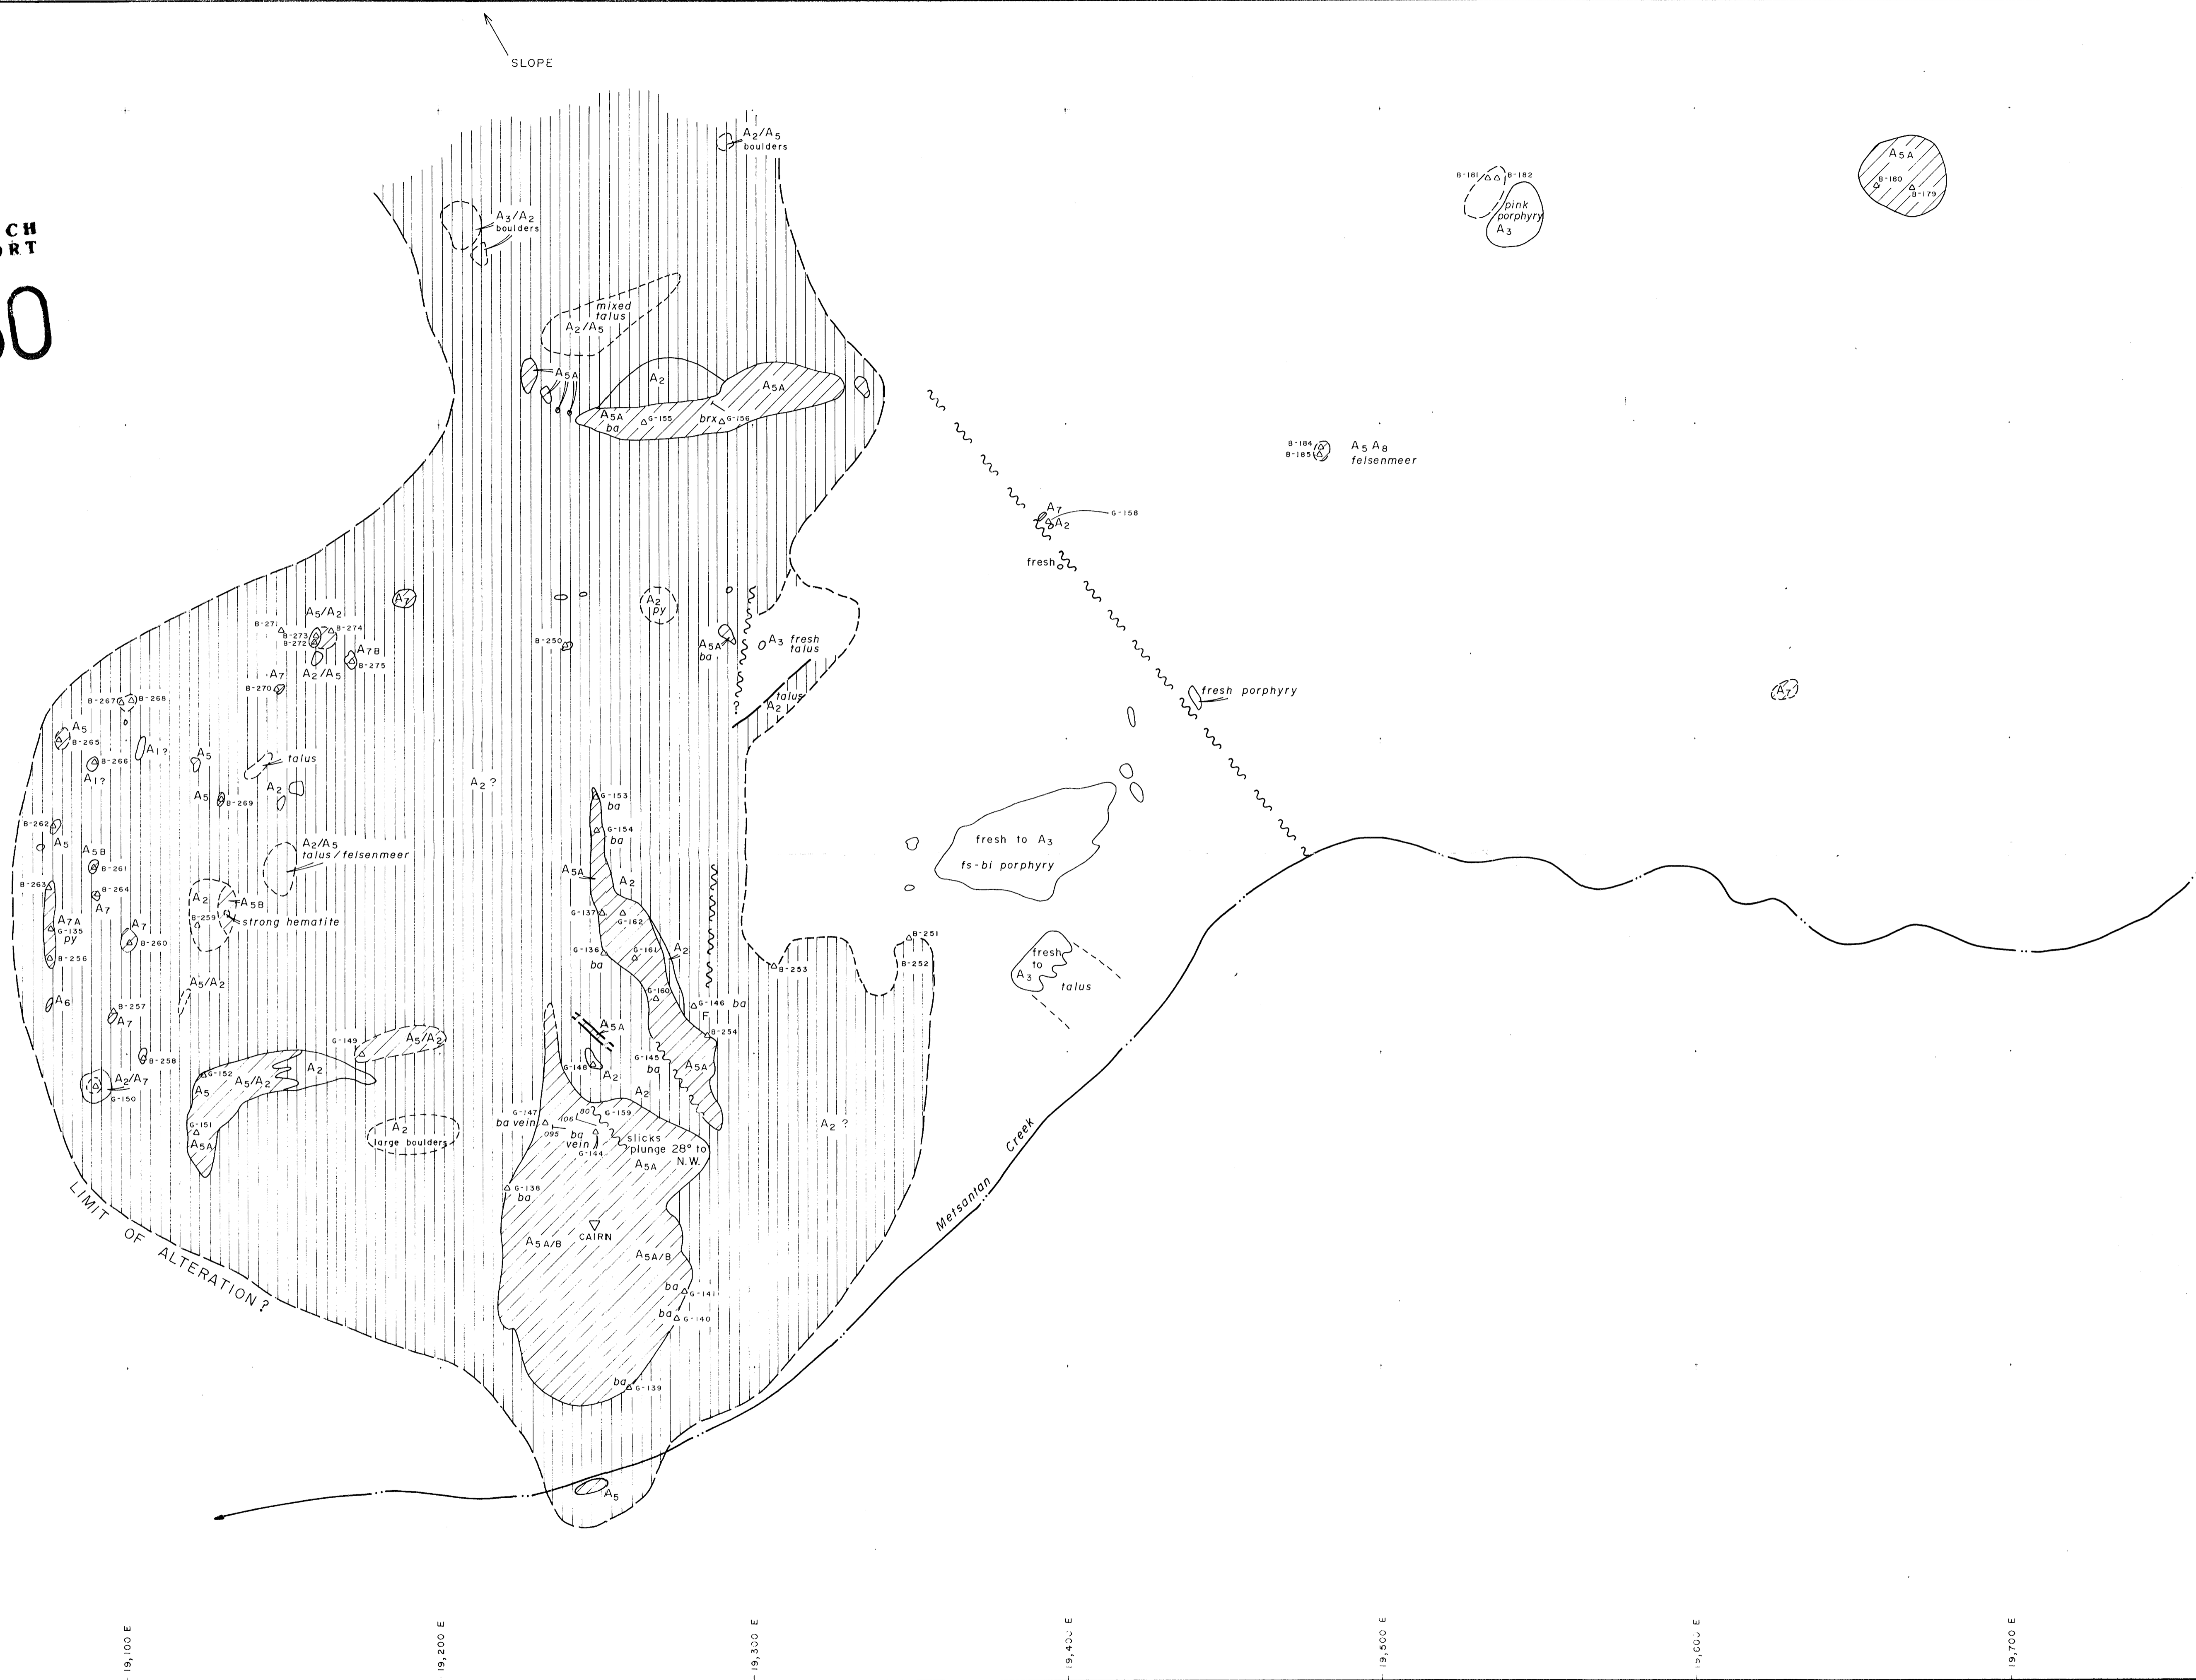 SLOPE
A2/A5
boulders
A5A
B-180
B-179
B-181
B-182
pink
porphyry
A3
CH
ORT
A3/A2
boulders
mixed
talus
A2/A5
A5A
A2
A5A
A5A
ba
G-155
brx
G-156
B-184
B-185
A5 A8
felsenmeer
A7
A2
G-158
fresh
A7
A2
py
A5/A2
B-271
B-273
B-272
B-274
A7B
B-275
A2/A5
A7
B-270
B-250
A5A
ba
A3 fresh
talus
talus
A2
?
fresh porphyry
A7
B-267
B-268
A5
B-265
A1?
B-266
A1?
A5
talus
A2
A5
B-269
A2 ?
G-153
ba
G-154
ba
B-262
A5
A5B
B-261
A2/A5
talus/felsenmeer
fresh to A3
fs-bi porphyry
A5A
A2
B-263
B-264
A7
A2
A5B
B-259
strong hematite
A7A
G-135
py
B-256
A7
B-260
G-137
G-162
G-136
ba
G-161
A2
B-251
B-252
B-253
fresh
to
A3
talus
A5/A2
A6
B-257
A7
G-160
G-146 ba
F
B-254
A5A
G-149
A5/A2
B-258
G-148
A2
G-145
ba
A5A
A2/A7
G-150
G-152
A5
A5/A2
A2
A2
G-147
ba vein
095
106
80
G-159
ba
vein
G-144
slicks
plunge 28° to
N.W.
A5A
A2 ?
A2
large boulders
G-151
A5A
G-138
ba
CAIRN
A5A/B
A5A/B
ba
G-141
ba
G-140
ba
G-139
LIMIT OF ALTERATION?
Metsantan Creek
A5
19,100 E
19,200 E
19,300 E
19,400 E
19,500 E
19,600 E
19,700 E